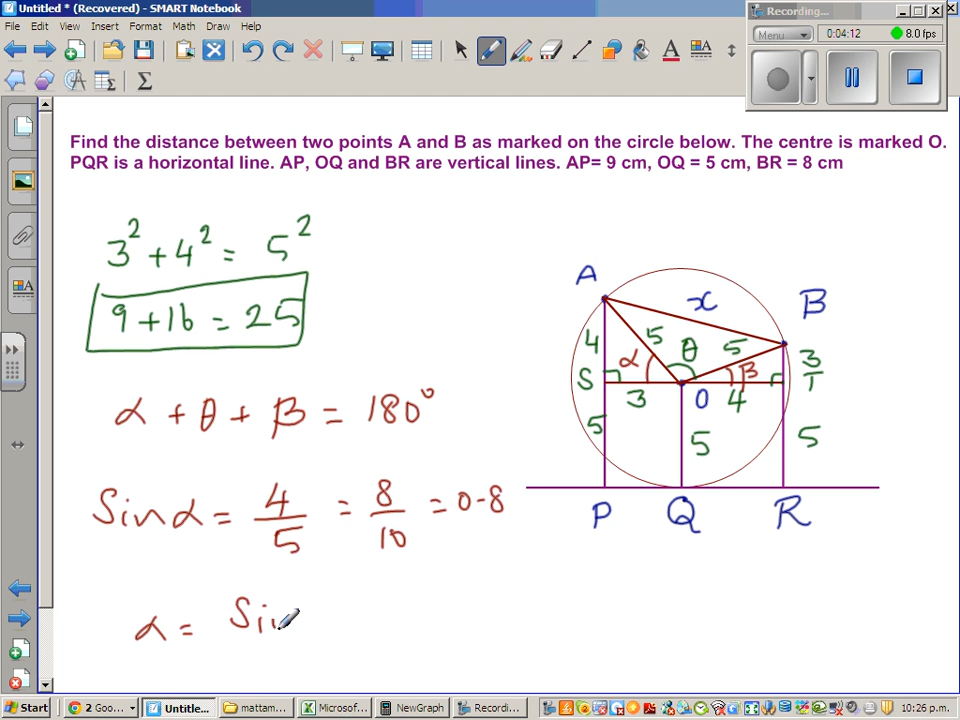 Untitled * (Recovered) - SMART Notebook
File Edit View Insert Format Math Draw Help
Recording...
Menu
0:04:12
8.0 fps
Find the distance between two points A and B as marked on the circle below. The centre is marked O.
PQR is a horizontal line. AP, OQ and BR are vertical lines. AP= 9 cm, OQ = 5 cm, BR = 8 cm
3² + 4² = 5²
9 + 16 = 25
α + θ + β = 180°
Sin α = 4/5 = 8/10 = 0.8
α = Sin
A
x
B
4
5
θ
5
3
α
β
S
T
3
O
4
5
5
5
P
Q
R
Start
2 Goo...
Untitle...
mattam...
Microsof...
NewGraph
Recordi...
10:26 p.m.